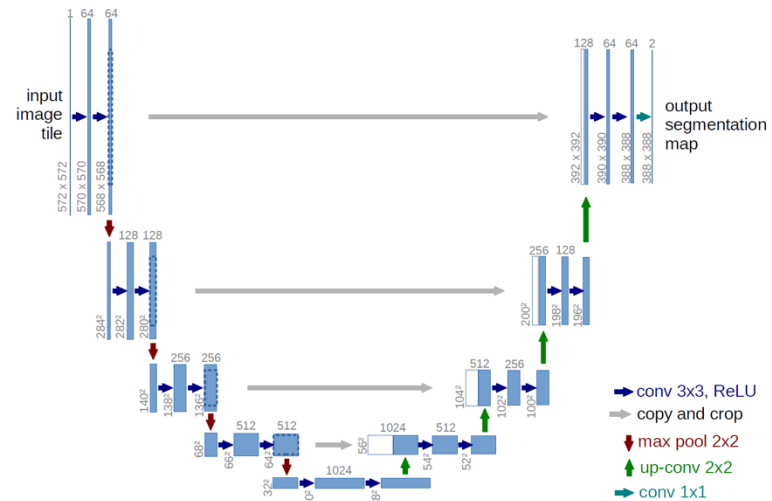 1 64 64
128 64 64 2
input
image
tile
output
segmentation
map
572 x 572
570 x 570
568 x 568
392 x 392
390 x 390
388 x 388
388 x 388
128 128
256 128
284²
282²
280²
200²
198²
196²
256 256
512 256
140²
138²
136²
104²
102²
100²
512 512
1024 512
68²
66²
64²
56²
54²
52²
1024
32²
0²
8²
conv 3x3, ReLU
copy and crop
max pool 2x2
up-conv 2x2
conv 1x1